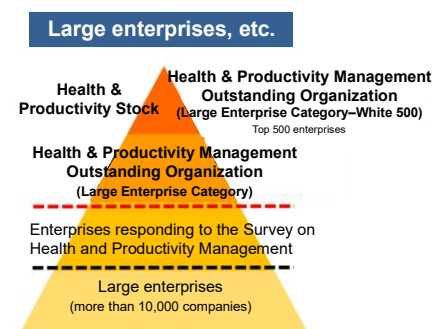 Large enterprises, etc.
Health &
Productivity Stock
Health & Productivity Management
Outstanding Organization
(Large Enterprise Category–White 500)
Top 500 enterprises
Health & Productivity Management
Outstanding Organization
(Large Enterprise Category)
Enterprises responding to the Survey on
Health and Productivity Management
Large enterprises
(more than 10,000 companies)